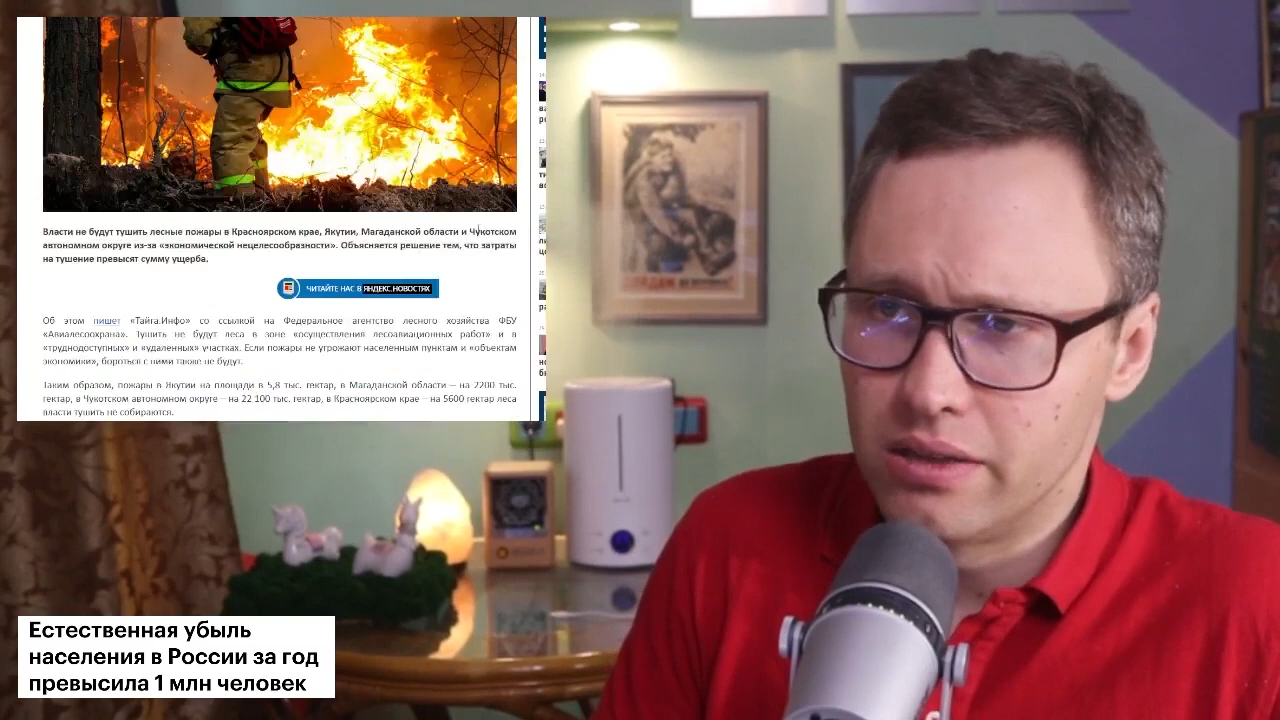 Власти не будут тушить лесные пожары в Красноярском крае, Якутии, Магаданской области и Чукотском
автономном округе из-за «экономической нецелесообразности». Объясняется решение тем, что затраты
на тушение превысят сумму ущерба.
ЧИТАЙТЕ НАС В ЯНДЕКС.НОВОСТЯХ
Об этом пишет «Тайга.Инфо» со ссылкой на Федеральное агентство лесного хозяйства ФБУ
«Авиалесоохрана». Тушить не будут леса в зоне «осуществления лесоавиационных работ» и в
«труднодоступных» и «удаленных» участках. Если пожары не угрожают населенным пунктам и «объектам
экономики», бороться с ними также не будут.
Таким образом, пожары в Якутии на площади в 5,8 тыс. гектар, в Магаданской области – на 2200 тыс.
гектар, в Чукотском автономном округе – на 22 100 тыс. гектар, в Красноярском крае – на 5600 гектар леса
власти тушить не собираются.
Естественная убыль
населения в России за год
превысила 1 млн человек